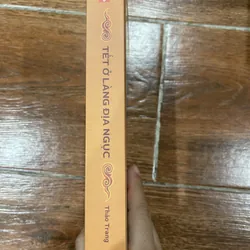 TẾT Ở LÀNG ĐỊA NGỤC
Thảo Trang